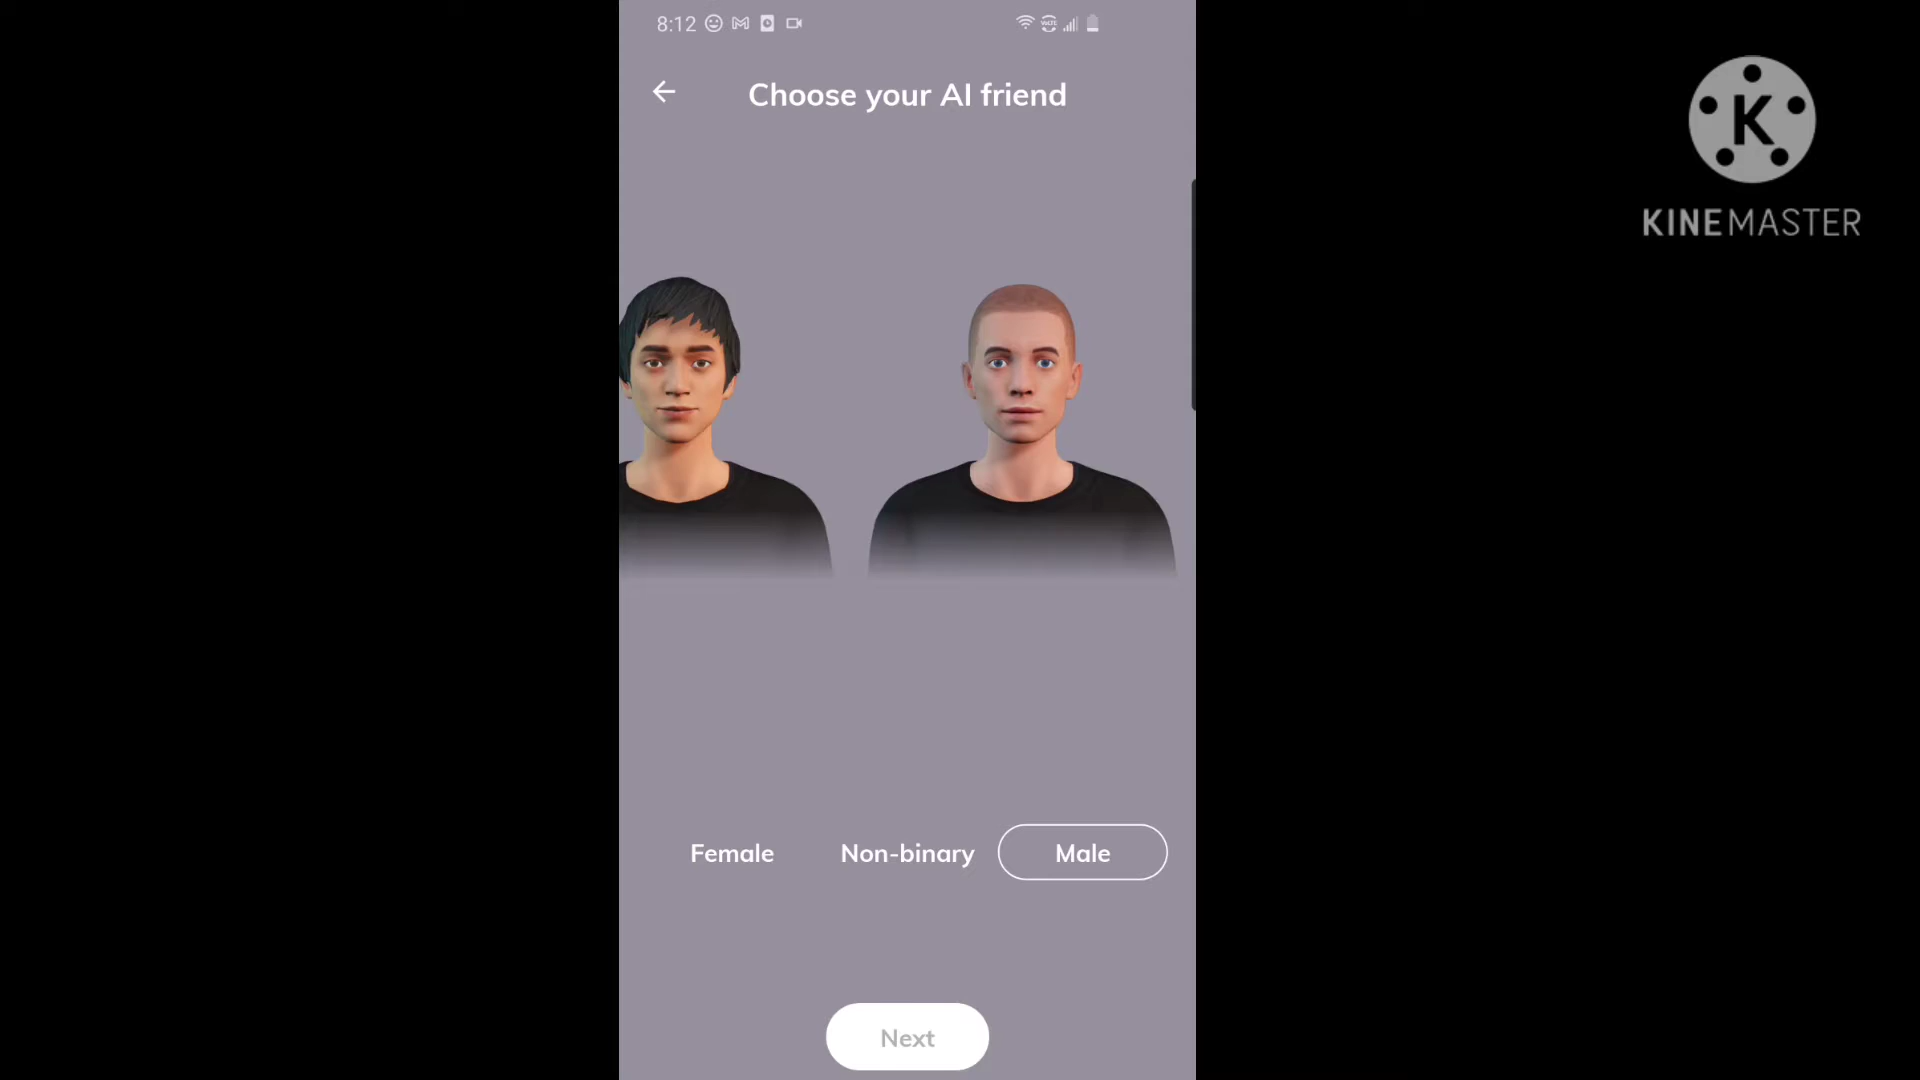 8:12
Choose your AI friend
K
KINEMASTER
Female
Non-binary
Male
Next